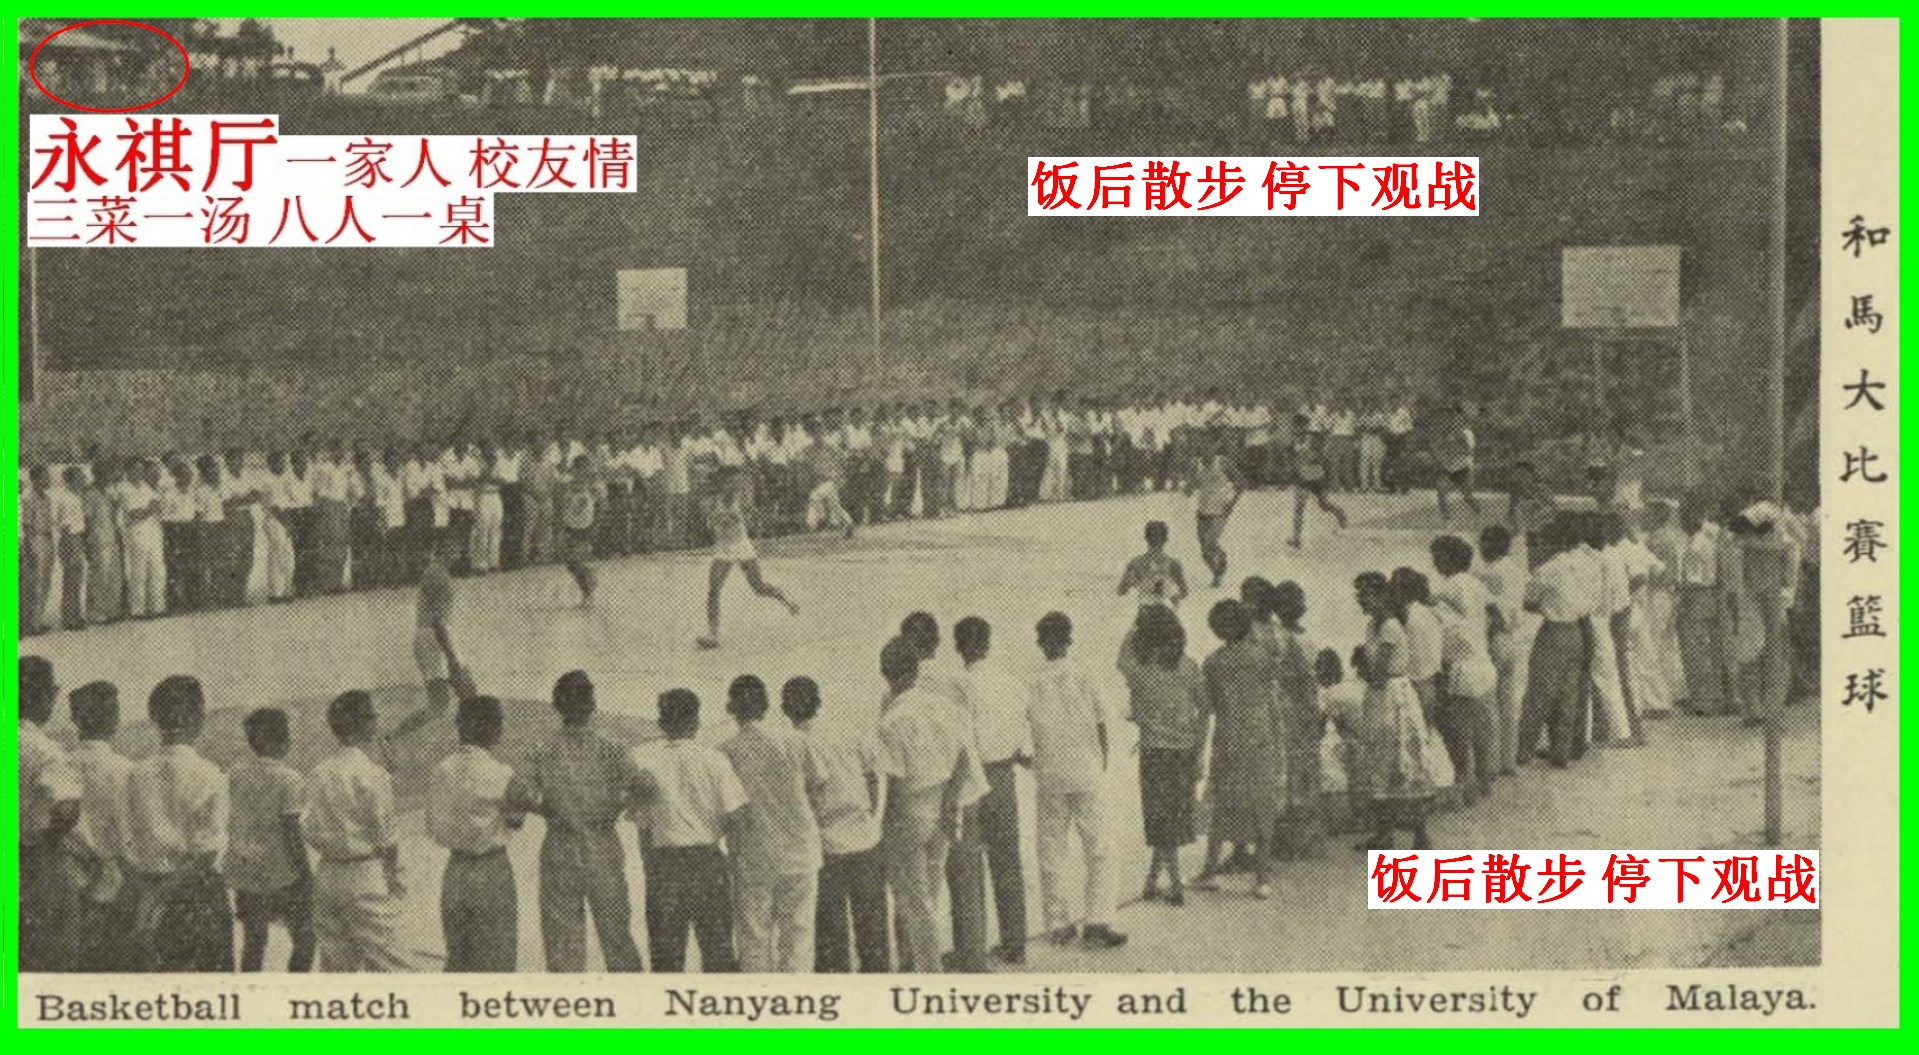 永祺厅 一家人 校友情
三菜一汤 八人一桌
饭后散步 停下观战
和馬大比賽籃球
饭后散步 停下观战
Basketball match between Nanyang University and the University of Malaya.